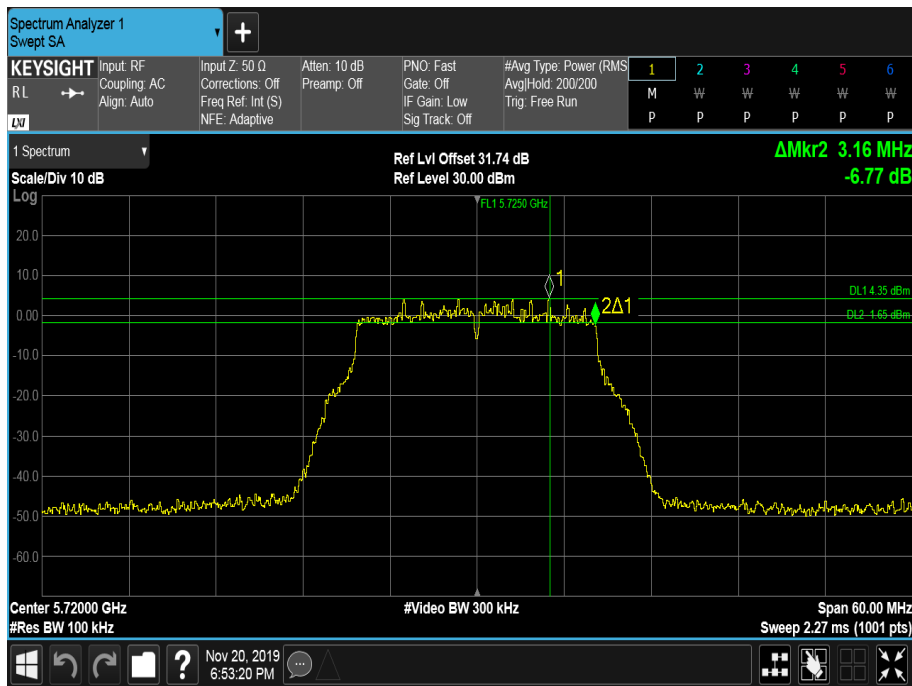 Spectrum Analyzer 1
Swept SA
+
KEYSIGHT
RL
LXI
Input: RF
Coupling: AC
Align: Auto
Input Z: 50 Ω
Corrections: Off
Freq Ref: Int (S)
NFE: Adaptive
Atten: 10 dB
Preamp: Off
PNO: Fast
Gate: Off
IF Gain: Low
Sig Track: Off
#Avg Type: Power (RMS
Avg|Hold: 200/200
Trig: Free Run
1 2 3 4 5 6
M W W W W W
P P P P P P
1 Spectrum
Scale/Div 10 dB
Log
Ref Lvl Offset 31.74 dB
Ref Level 30.00 dBm
ΔMkr2 3.16 MHz
-6.77 dB
FL1 5.7250 GHz
20.0
10.0
1
DL1 4.35 dBm
2Δ1
0.00
DL2 -1.65 dBm
-10.0
-20.0
-30.0
-40.0
-50.0
-60.0
Center 5.72000 GHz
#Video BW 300 kHz
Span 60.00 MHz
#Res BW 100 kHz
Sweep 2.27 ms (1001 pts)
?
Nov 20, 2019
6:53:20 PM